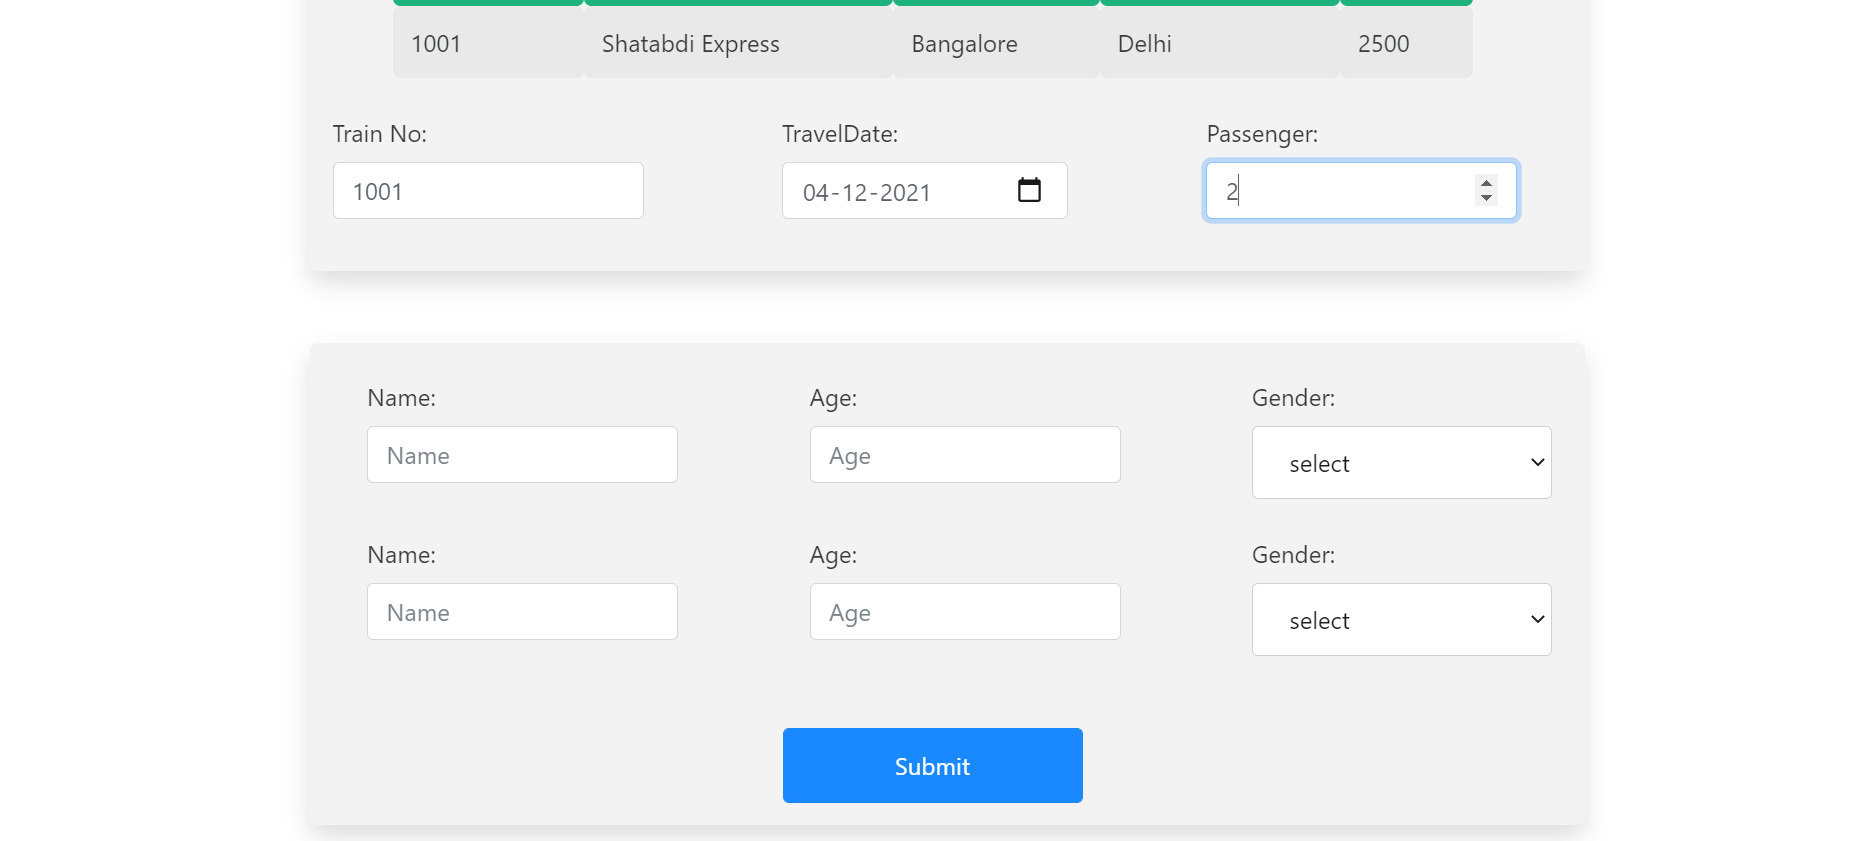 1001 Shatabdi Express Bangalore Delhi 2500
Train No: TravelDate: Passenger:
1001 04-12-2021 2
Name: Age: Gender:
Name Age select
Name: Age: Gender:
Name Age select
Submit